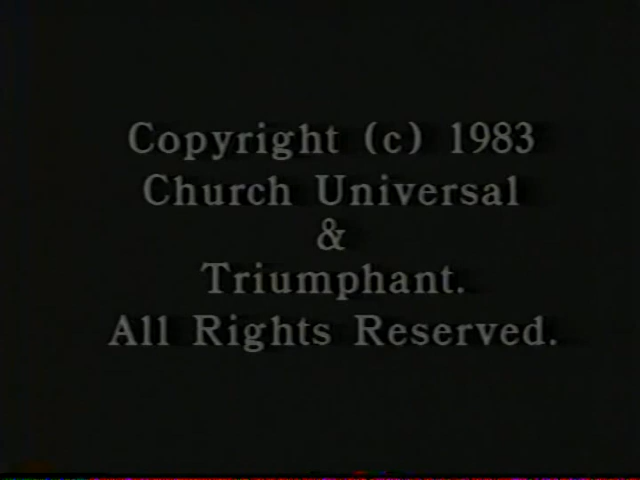 Copyright (c) 1983
Church Universal
&
Triumphant.
All Rights Reserved.